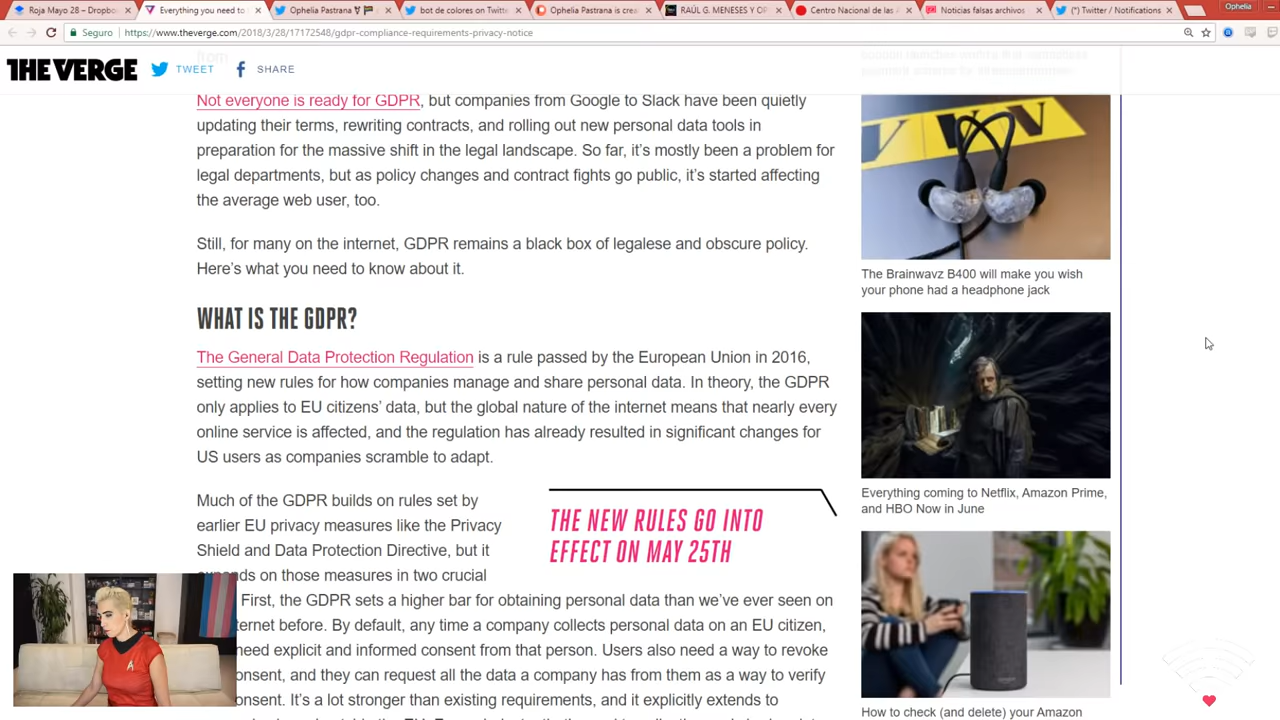 Roja Mayo 28 – Dropbo
Everything you need to
Ophelia Pastrana
bot de colores on Twitte
Ophelia Pastrana is crea
RAÚL G. MENESES Y OP
Centro Nacional de las A
Noticias falsas archivos
(*) Twitter / Notifications
Ophelia
Seguro
https://www.theverge.com/2018/3/28/17172548/gdpr-compliance-requirements-privacy-notice
THE VERGE
TWEET
SHARE
from
Not everyone is ready for GDPR, but companies from Google to Slack have been quietly
updating their terms, rewriting contracts, and rolling out new personal data tools in
preparation for the massive shift in the legal landscape. So far, it’s mostly been a problem for
legal departments, but as policy changes and contract fights go public, it’s started affecting
the average web user, too.
Still, for many on the internet, GDPR remains a black box of legalese and obscure policy.
Here’s what you need to know about it.
WHAT IS THE GDPR?
The General Data Protection Regulation is a rule passed by the European Union in 2016,
setting new rules for how companies manage and share personal data. In theory, the GDPR
only applies to EU citizens’ data, but the global nature of the internet means that nearly every
online service is affected, and the regulation has already resulted in significant changes for
US users as companies scramble to adapt.
Much of the GDPR builds on rules set by
earlier EU privacy measures like the Privacy
Shield and Data Protection Directive, but it
on those measures in two crucial
First, the GDPR sets a higher bar for obtaining personal data than we’ve ever seen on
before. By default, any time a company collects personal data on an EU citizen,
need explicit and informed consent from that person. Users also need a way to revoke
and they can request all the data a company has from them as a way to verify
It’s a lot stronger than existing requirements, and it explicitly extends to
THE NEW RULES GO INTO
EFFECT ON MAY 25TH
The Brainwavz B400 will make you wish
your phone had a headphone jack
Everything coming to Netflix, Amazon Prime,
and HBO Now in June
How to check (and delete) your Amazon